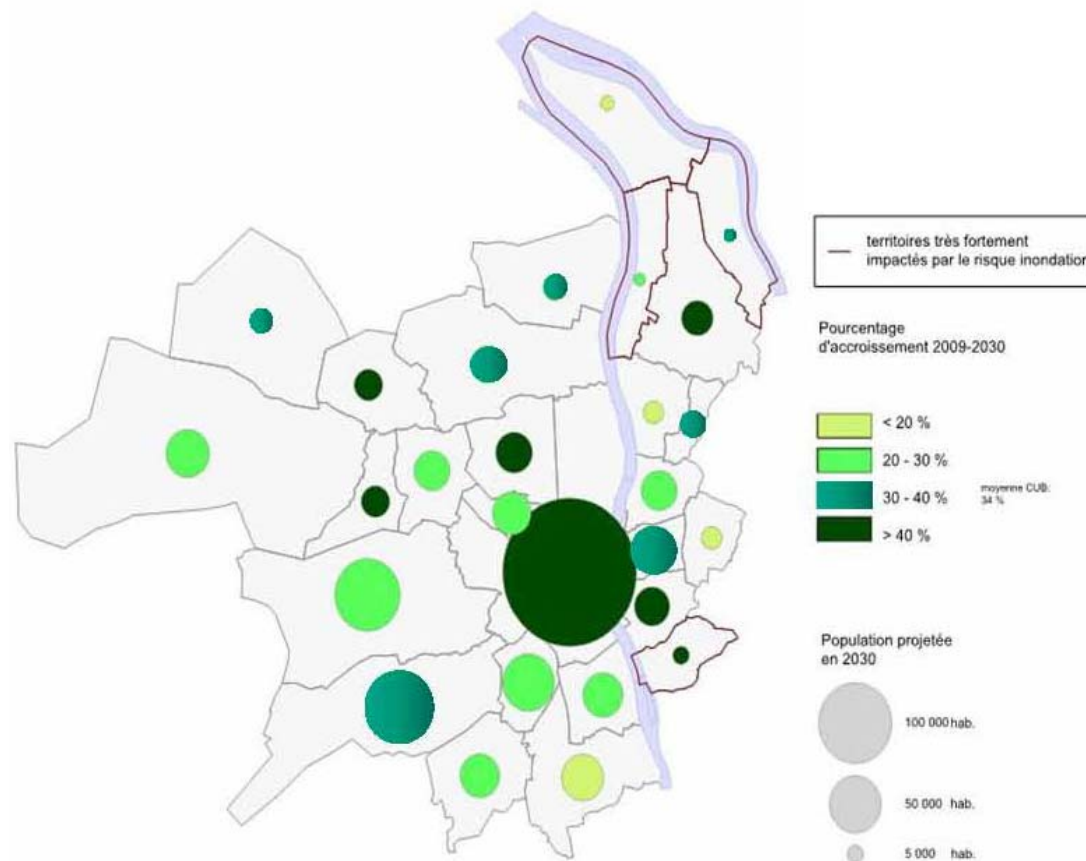 territoires très fortement
impactés par le risque inondation
Pourcentage
d'accroissement 2009-2030
< 20 %
20 - 30 %
30 - 40 %
moyenne CUB:
34 %
> 40 %
Population projetée
en 2030
100 000 hab.
50 000 hab.
5 000 hab.